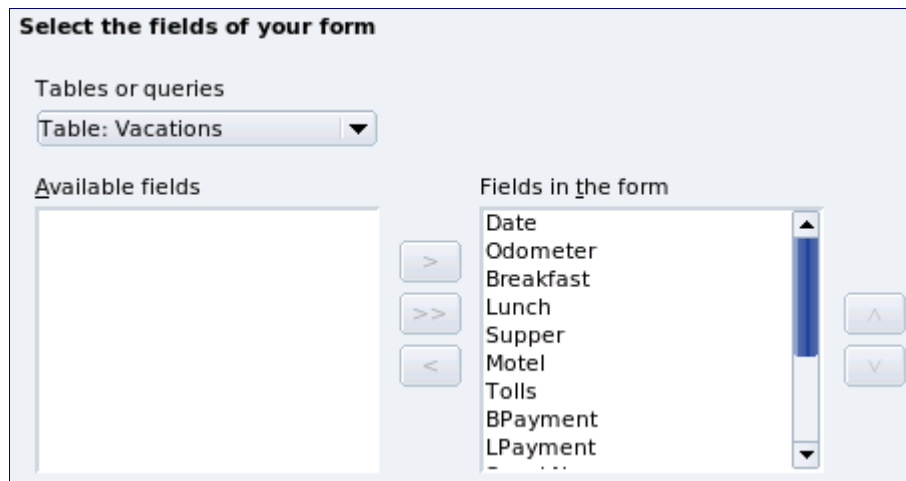 Select the fields of your form
Tables or queries
Table: Vacations
Available fields
Fields in the form
Date
Odometer
Breakfast
Lunch
Supper
Motel
Tolls
BPayment
LPayment
>
>>
<
^
v